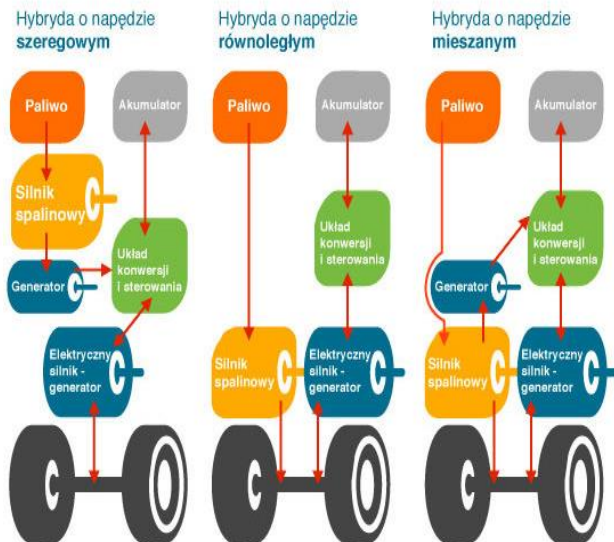 Hybryda o napędzie
szeregowym
Paliwo
Akumulator
Silnik
spalinowy
Układ
konwersji
i sterowania
Generator
Elektryczny
silnik -
generator
Hybryda o napędzie
równoległym
Paliwo
Akumulator
Układ
konwersji
i sterowania
Silnik
spalinowy
Elektryczny
silnik -
generator
Hybryda o napędzie
mieszanym
Paliwo
Akumulator
Układ
konwersji
i sterowania
Generator
Silnik
spalinowy
Elektryczny
silnik -
generator